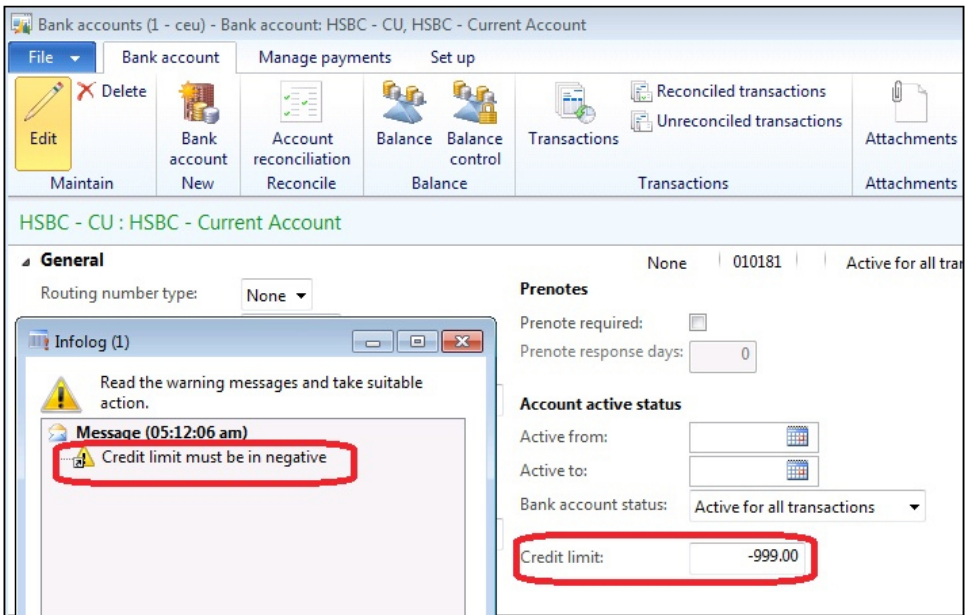 Bank accounts (1 - ceu) - Bank account: HSBC - CU, HSBC - Current Account
File Bank account Manage payments Set up
Edit
Delete
Maintain
Bank account
New
Account reconciliation
Reconcile
Balance
Balance control
Balance
Transactions
Reconciled transactions
Unreconciled transactions
Transactions
Attachments
Attachments
HSBC - CU : HSBC - Current Account
General
None 010181 Active for all
Routing number type: None
Infolog (1)
Read the warning messages and take suitable
action.
Message (05:12:06 am)
Credit limit must be in negative
Prenotes
Prenote required:
Prenote response days: 0
Account active status
Active from:
Active to:
Bank account status: Active for all transactions
Credit limit: -999.00